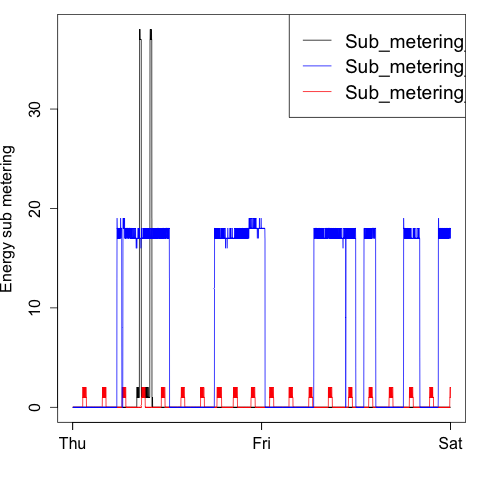 Sub_metering_
Sub_metering_
Sub_metering_
Energy sub metering
30
20
10
0
Thu Fri Sat